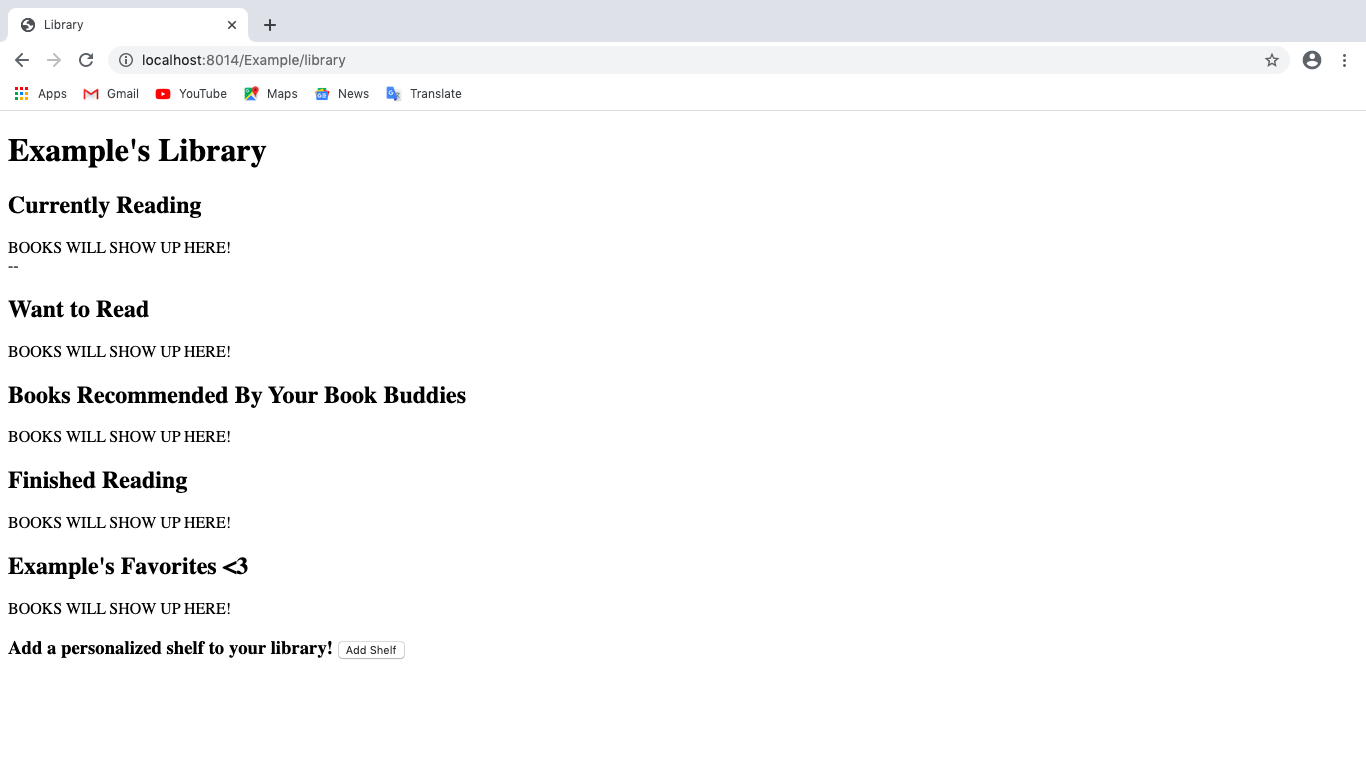 Library
localhost:8014/Example/library
Apps Gmail YouTube Maps News Translate
Example's Library
Currently Reading
BOOKS WILL SHOW UP HERE!
--
Want to Read
BOOKS WILL SHOW UP HERE!
Books Recommended By Your Book Buddies
BOOKS WILL SHOW UP HERE!
Finished Reading
BOOKS WILL SHOW UP HERE!
Example's Favorites <3
BOOKS WILL SHOW UP HERE!
Add a personalized shelf to your library! Add Shelf